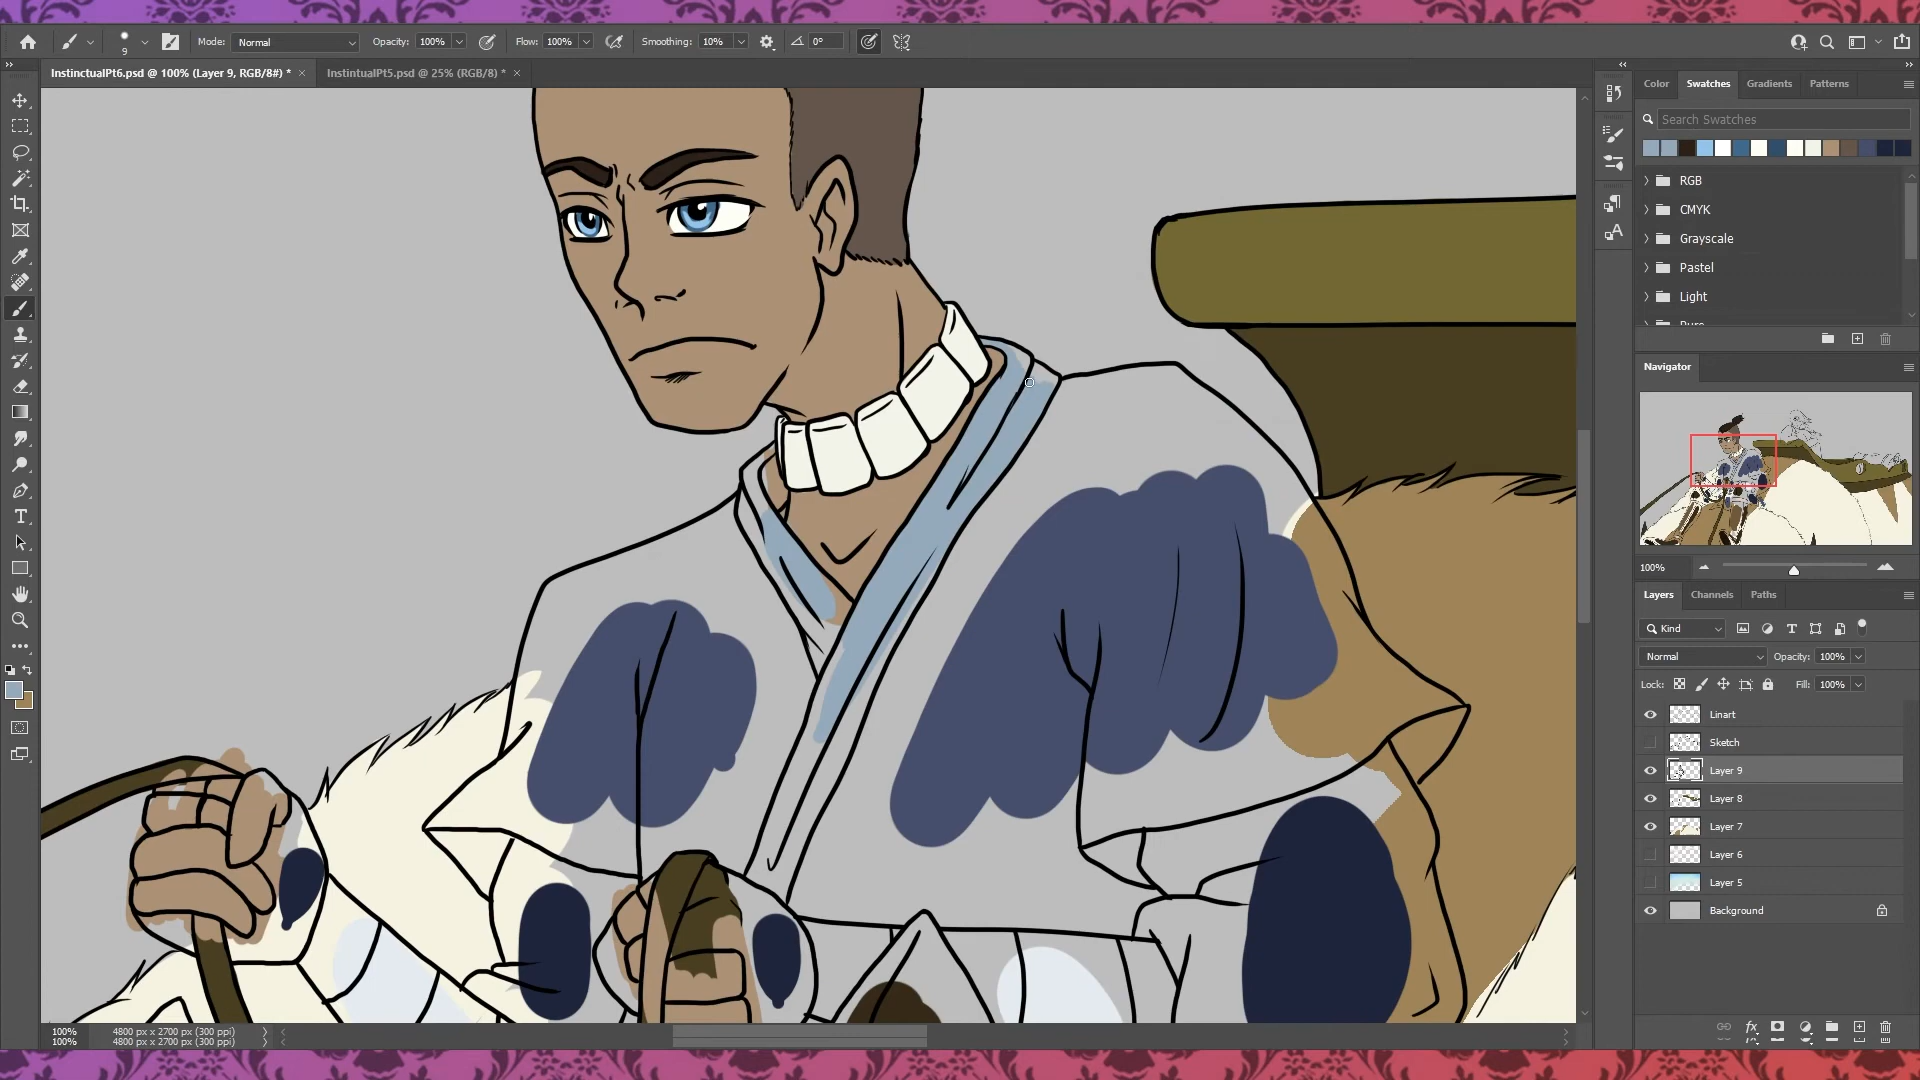 9
Mode: Normal
Opacity: 100%
Flow: 100%
Smoothing: 10%
0°
InstinctualPt6.psd @ 100% (Layer 9, RGB/8#) * ×
InstintualPt5.psd @ 25% (RGB/8) * ×
Color Swatches Gradients Patterns
Search Swatches
RGB
CMYK
Grayscale
Pastel
Light
Pure
Navigator
100%
Layers Channels Paths
Kind
Normal Opacity: 100%
Lock: Fill: 100%
Linart
Sketch
Layer 9
Layer 8
Layer 7
Layer 6
Layer 5
Background
100% 4800 px x 2700 px (300 ppi)
100% 4800 px x 2700 px (300 ppi)